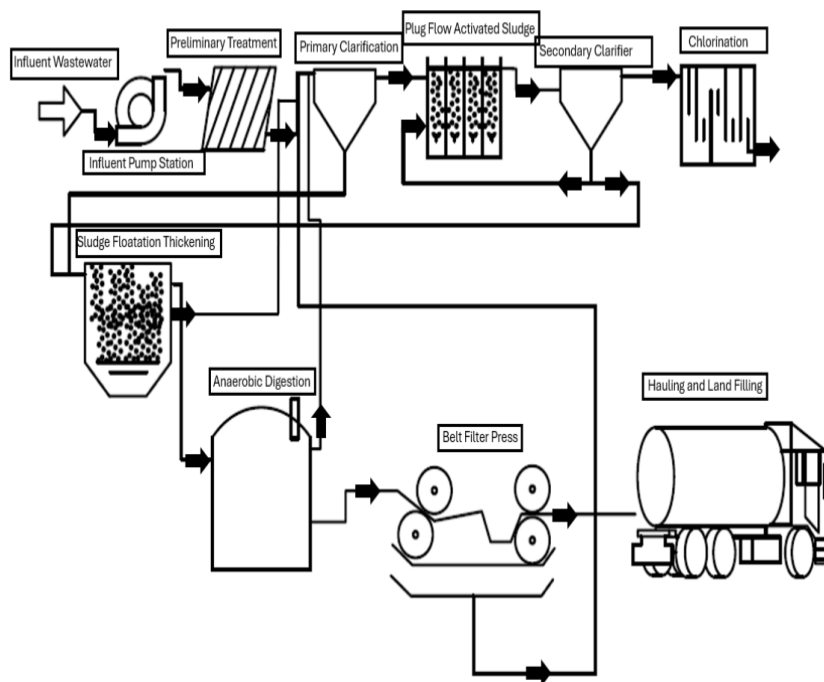 Influent Wastewater
Preliminary Treatment
Primary Clarification
Plug Flow Activated Sludge
Secondary Clarifier
Chlorination
Influent Pump Station
Sludge Floatation Thickening
Anaerobic Digestion
Belt Filter Press
Hauling and Land Filling